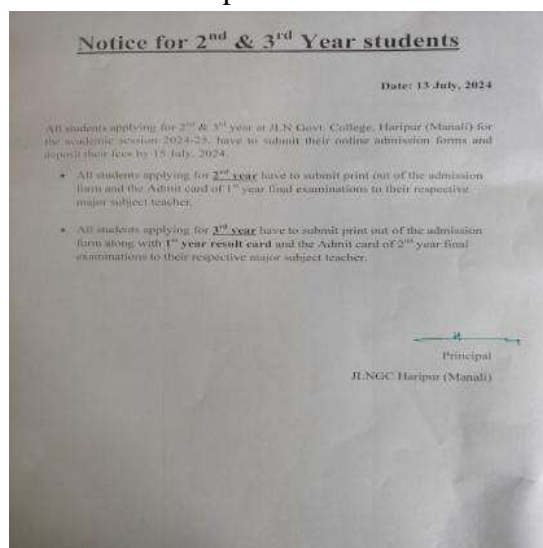 Notice for 2nd & 3rd Year students
Date: 13 July, 2024
All students applying for 2nd & 3rd year at JLN Govt. College, Haripur (Manali) for
the academic session 2024-25, have to submit their online admission forms and
deposit their fees by 15 July, 2024.
• All students applying for 2nd year have to submit print out of the admission
form and the Admit card of 1st year final examinations to their respective
major subject teacher.
• All students applying for 3rd year have to submit print out of the admission
form along with 1st year result card and the Admit card of 2nd year final
examinations to their respective major subject teacher.
Principal
JLNGC Haripur (Manali)